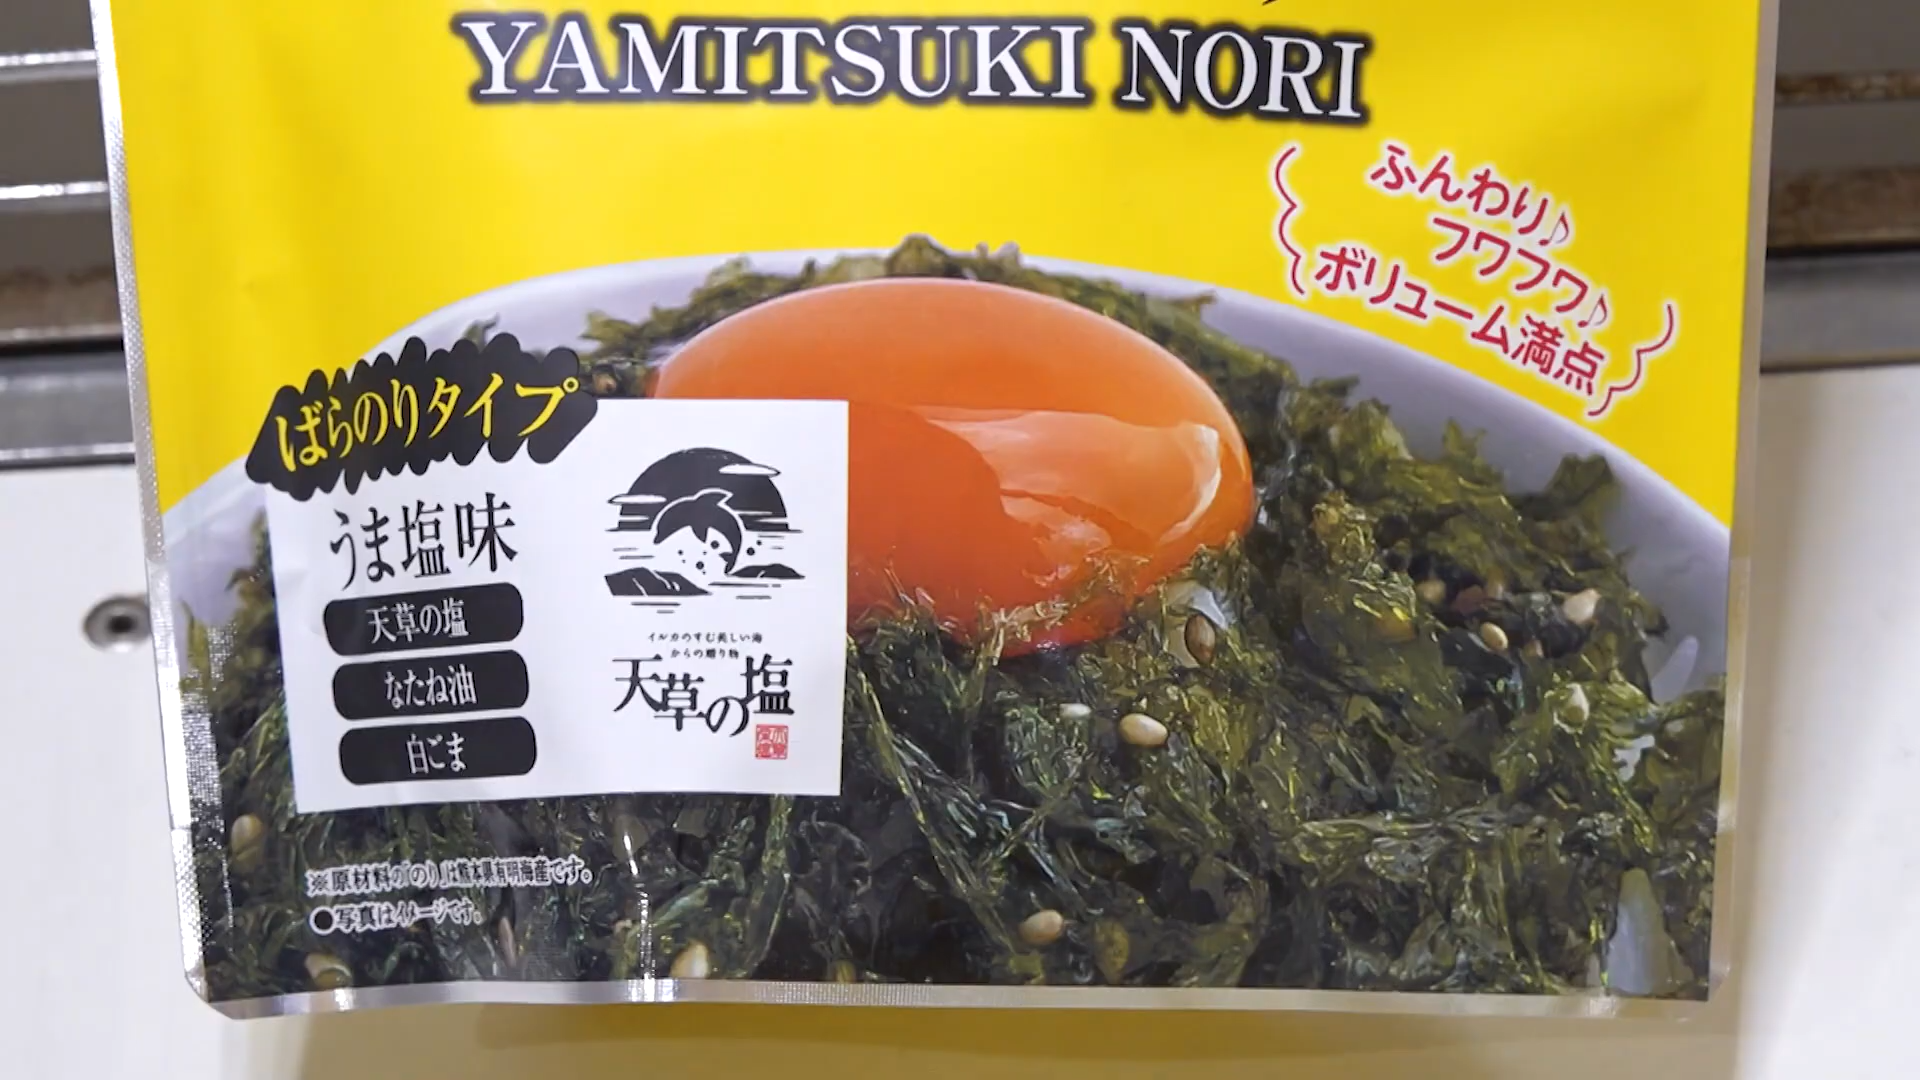 YAMITSUKI NORI
ふんわり♪
フワフワ♪
ボリューム満点
ばらのりタイプ
うま塩味
天草の塩
なたね油
白ごま
イルカのすむ美しい海
からの贈り物
天草の塩
※原材料の「のり」は熊本県有明海産です。
●写真はイメージです。